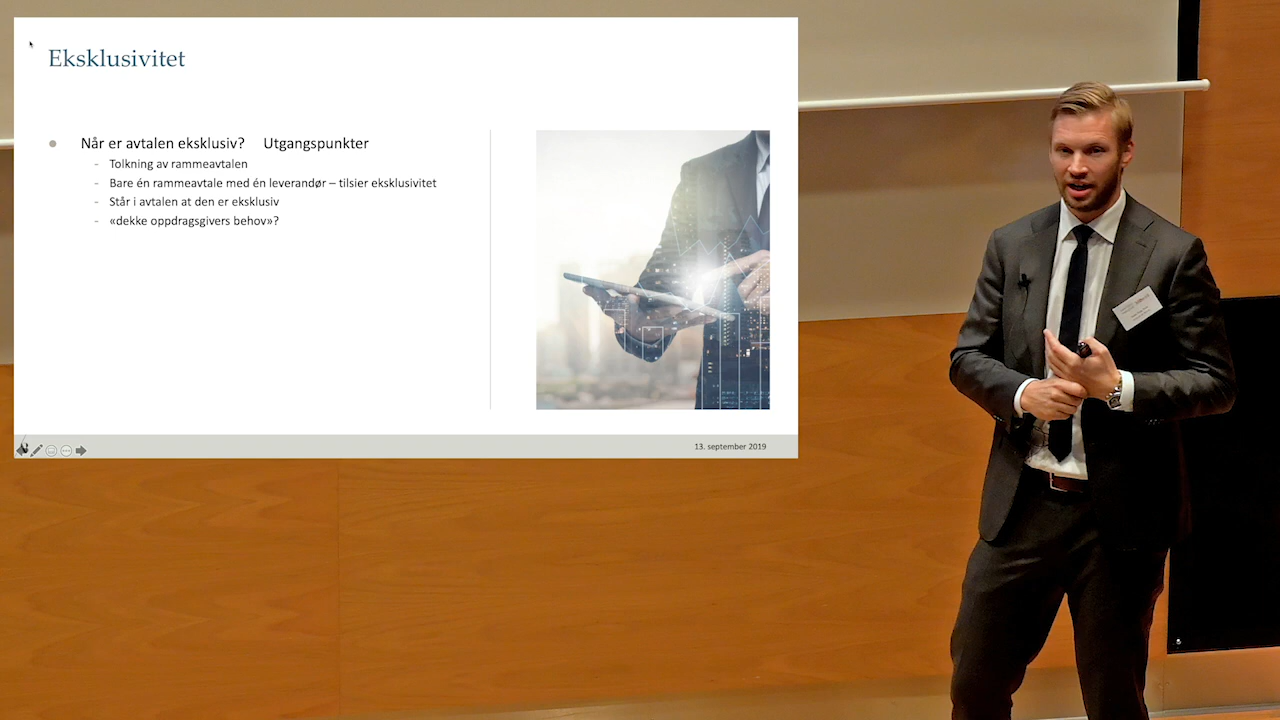 Eksklusivitet
Når er avtalen eksklusiv? Utgangspunkter
- Tolkning av rammeavtalen
- Bare én rammeavtale med én leverandør – tilsier eksklusivitet
- Står i avtalen at den er eksklusiv
- «dekke oppdragsgivers behov»?
13. september 2019